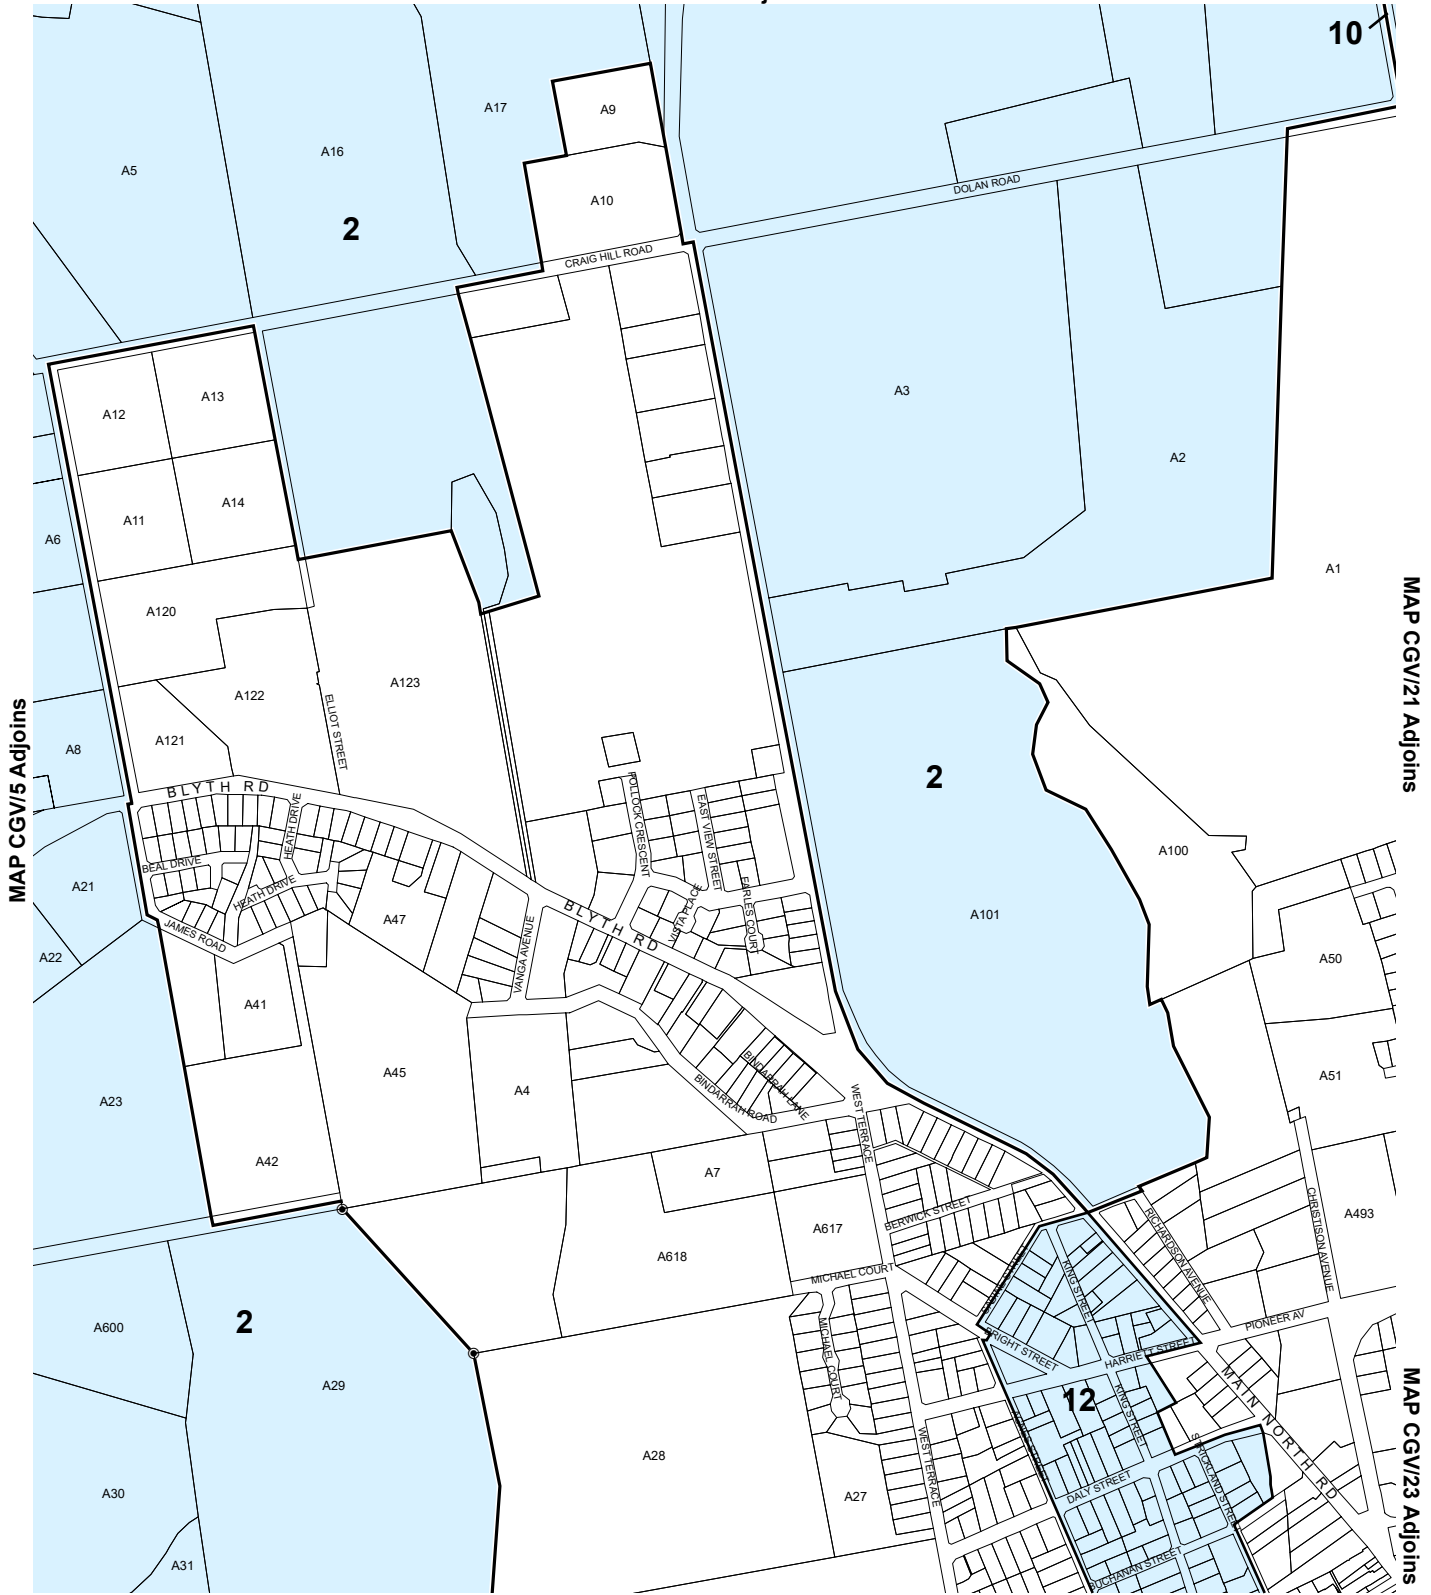 10
A17
A9
A16
A5
A10
DOLAN ROAD
2
CRAIG HILL ROAD
A3
A13
A12
A2
A14
A11
A6
A1
MAP CGV/21 Adjoins
A120
A123
A122
ELLIOT STREET
MAP CGV/5 Adjoins
A121
A8
2
BLYTH RD
POLLOCK CRESCENT
EAST VIEW STREET
HEATH DRIVE
A100
BEAL DRIVE
A21
HEATH DRIVE
FARLES COURT
VISTA PLACE
A47
BLYTH RD
A101
JAMES ROAD
VANGA AVENUE
A22
A50
A41
A45
A4
BINDARRAH LANE
BINDARRAH ROAD
A51
A23
WEST TERRACE
A42
A7
CHRISTISON AVENUE
BERWICK STREET
A617
A493
RICHARDSON AVENUE
A618
MICHAEL COURT
KING STREET
A600
2
MICHAEL COURT
BRIGHT STREET
HARRIETT STREET
PIONEER AV
A29
12
KING STREET
MAIN NORTH RD
MAP CGV/23 Adjoins
A28
WEST TERRACE
STRICKLAND STREET
A30
A27
DALY STREET
A31
BUCHANAN STREET